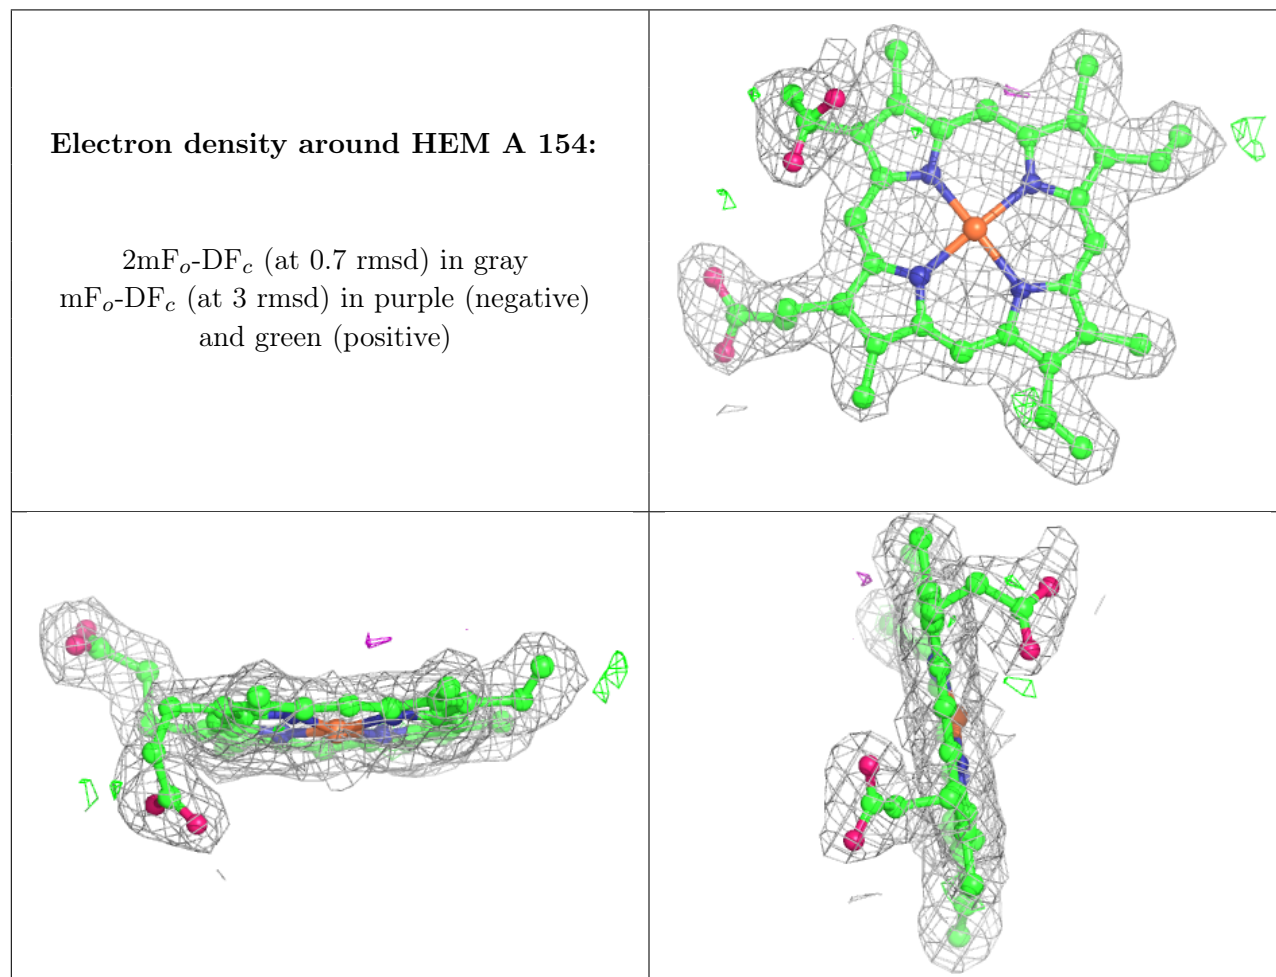 Electron density around HEM A 154:
2mF𝑜-DF𝑐 (at 0.7 rmsd) in gray
mF𝑜-DF𝑐 (at 3 rmsd) in purple (negative)
and green (positive)